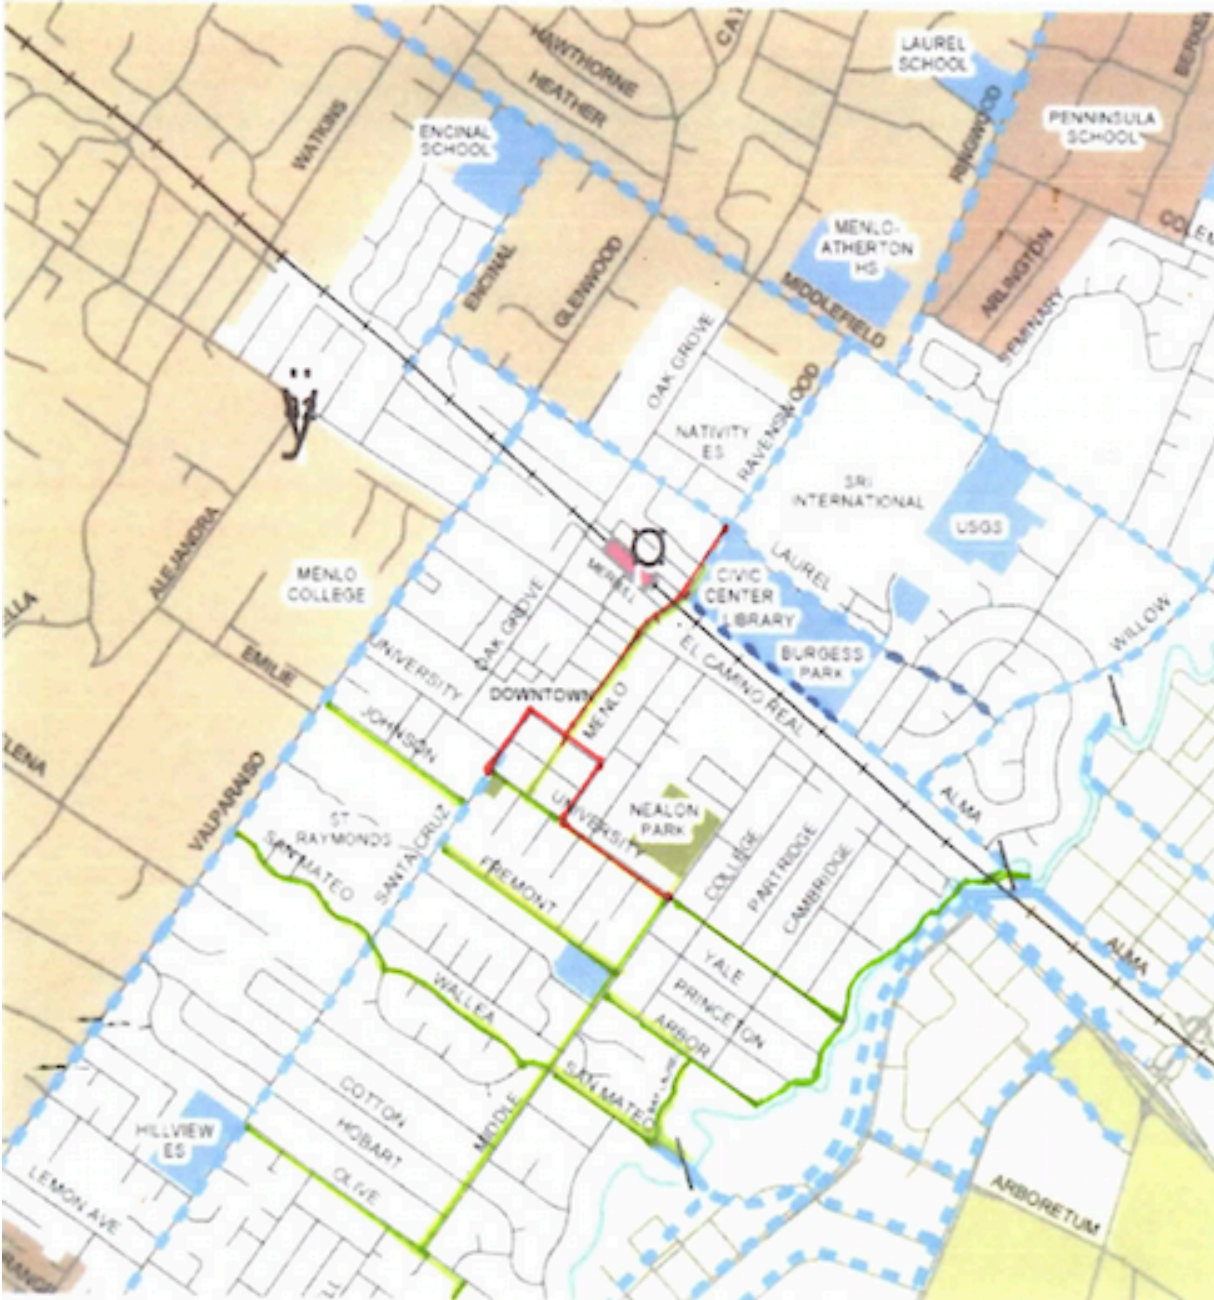 HAWTHORNE
HEATHER
LAUREL
SCHOOL
PENNINSULA
SCHOOL
RINGWOOD
WATKINS
ENCINAL
SCHOOL
MENLO-
ATHERTON
HS
ARLINGTON
SEMINARY
ENCINAL
GLENWOOD
MIDDLEFIELD
OAK GROVE
RAVENSWOOD
NATIVITY
ES
SRI
INTERNATIONAL
USGS
ALEJANDRA
MENLO
COLLEGE
MERRILL
CIVIC
CENTER
LIBRARY
LAUREL
BURGESS
PARK
WILLOW
EMILIE
UNIVERSITY
OAK GROVE
DOWNTOWN
MENLO
EL CAMINO REAL
JOHNSON
VALPARAISO
ST
RAYMONDS
SANTA CRUZ
SAN MATEO
FREMONT
UNIVERSITY
NEALON
PARK
COLLEGE
PARTRIDGE
CAMBRIDGE
ALMA
ALMA
YALE
PRINCETON
WALLEA
ARBOR
SAN MATEO
MIDDLE
COTTON
HOBART
OLIVE
HILLVIEW
ES
LEMON AVE
ARBORETUM